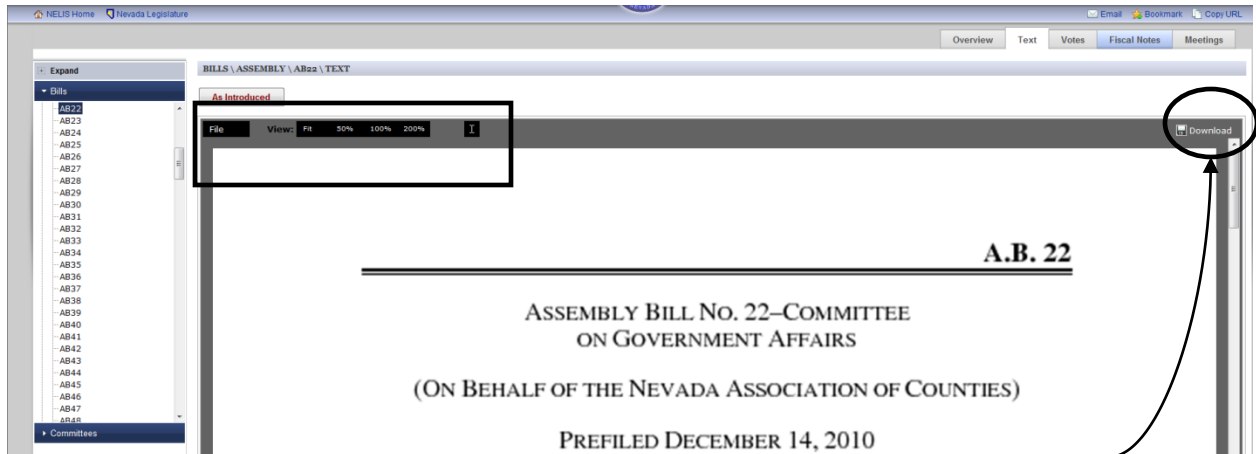 NELIS Home Nevada Legislature Email Bookmark Copy URL
Overview Text Votes Fiscal Notes Meetings
Expand
BILLS \ ASSEMBLY \ AB22 \ TEXT
Bills
As Introduced
AB22
AB23
AB24
AB25
AB26
AB27
AB28
AB29
AB30
AB31
AB32
AB33
AB34
AB35
AB36
AB37
AB38
AB39
AB40
AB41
AB42
AB43
AB44
AB45
AB46
AB47
AB48
Committees
File View: Fit 50% 100% 200% Download
A.B. 22
ASSEMBLY BILL NO. 22–COMMITTEE
ON GOVERNMENT AFFAIRS
(ON BEHALF OF THE NEVADA ASSOCIATION OF COUNTIES)
PREFILED DECEMBER 14, 2010